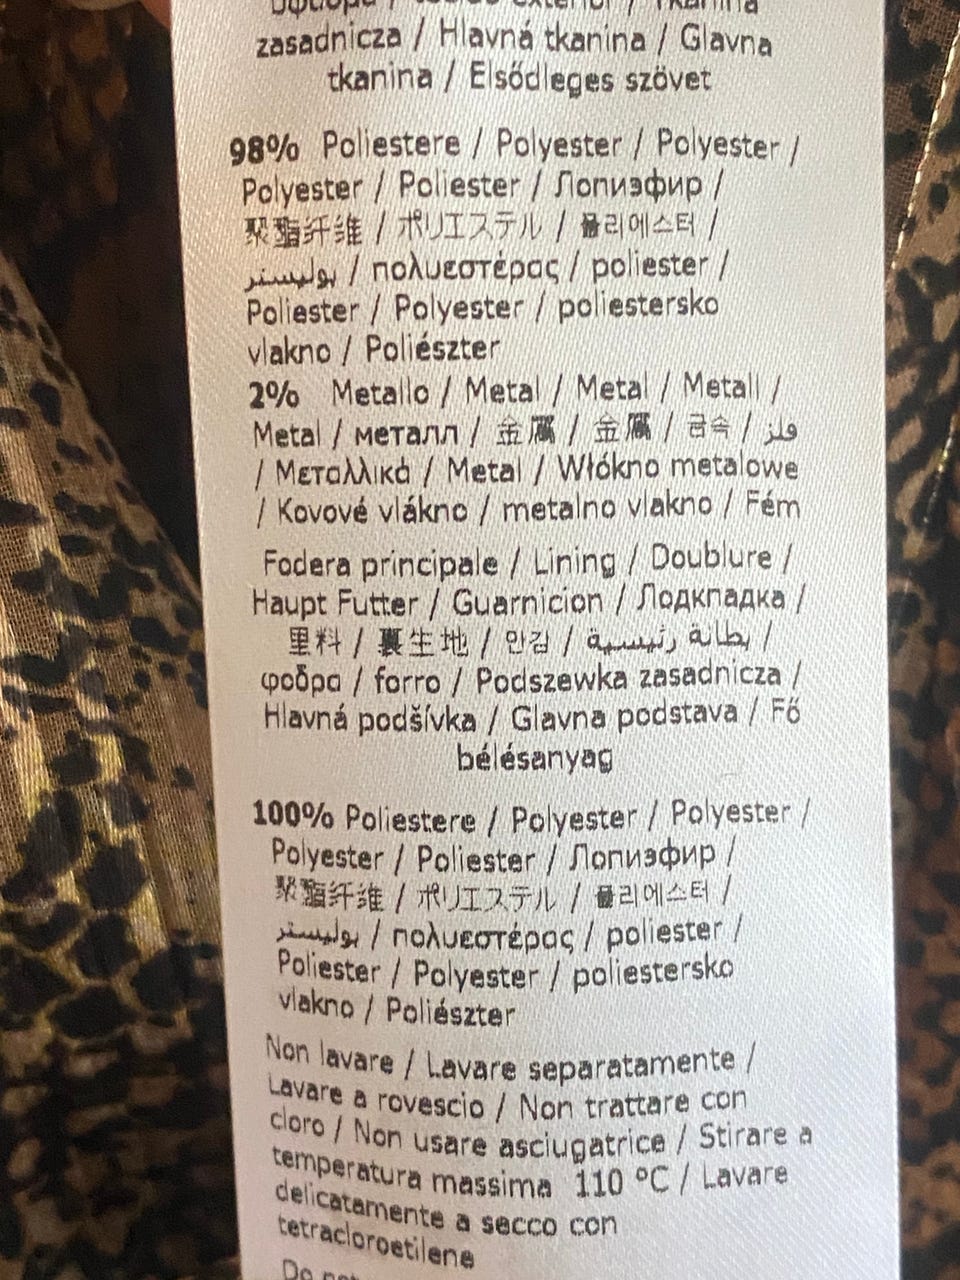 zasadnicza / Hlavná tkanina / Glavna
tkanina / Elsődleges szövet
98% Poliestere / Polyester / Polyester /
Polyester / Poliester / Лопиэфир /
聚酯纤维 / ポリエステル / 폴리에스터 /
بوليستر / πολυεστέρας / poliester /
Poliester / Polyester / poliestersko
vlakno / Poliészter
2% Metallo / Metal / Metal / Metall /
Metal / металл / 金属 / 金属 / 금속 / فلز
/ Μεταλλικά / Metal / Włókno metalowe
/ Kovové vlákno / metalno vlakno / Fém
Fodera principale / Lining / Doublure /
Haupt Futter / Guarnicion / Лодкладка /
里料 / 裏生地 / 안감 / بطانة رئيسية /
φοδρα / forro / Podszewka zasadnicza /
Hlavná podšívka / Glavna podstava / Fő
bélésanyag
100% Poliestere / Polyester / Polyester /
Polyester / Poliester / Лопиэфир /
聚酯纤维 / ポリエステル / 폴리에스터 /
بوليستر / πολυεστέρας / poliester /
Poliester / Polyester / poliestersko
vlakno / Poliészter
Non lavare / Lavare separatamente /
Lavare a rovescio / Non trattare con
cloro / Non usare asciugatrice / Stirare a
temperatura massima 110 °C / Lavare
delicatamente a secco con
tetracloroetilene